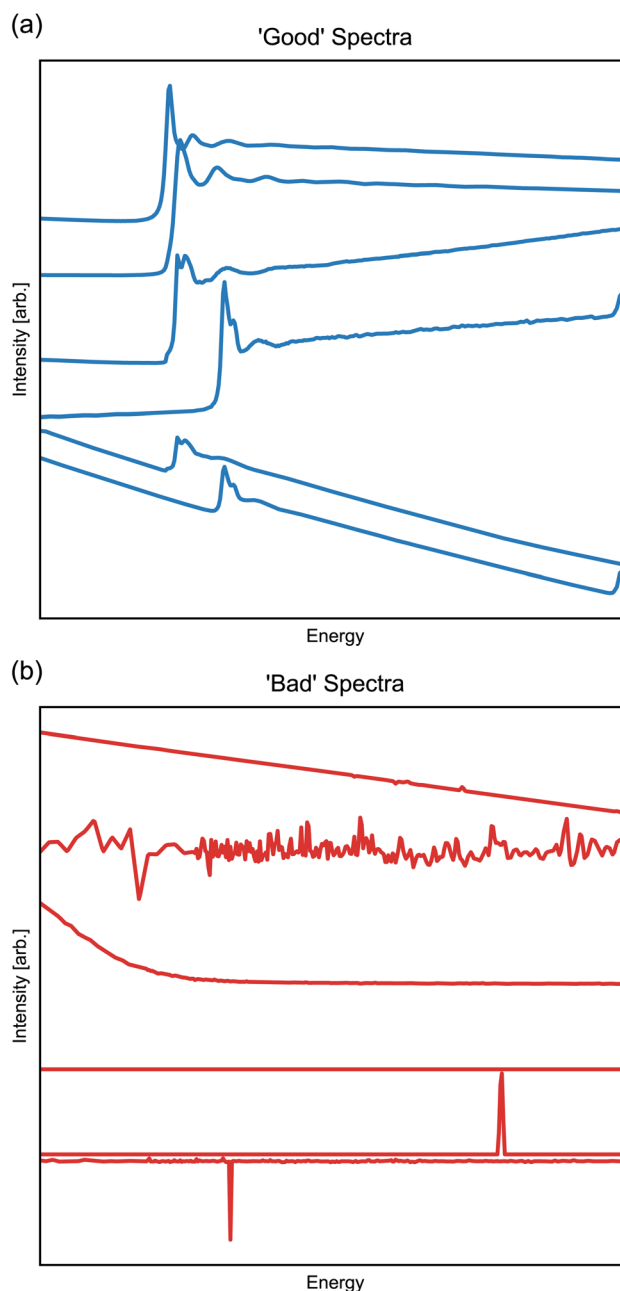 (a)
'Good' Spectra
Intensity [arb.]
Energy
(b)
'Bad' Spectra
Intensity [arb.]
Energy